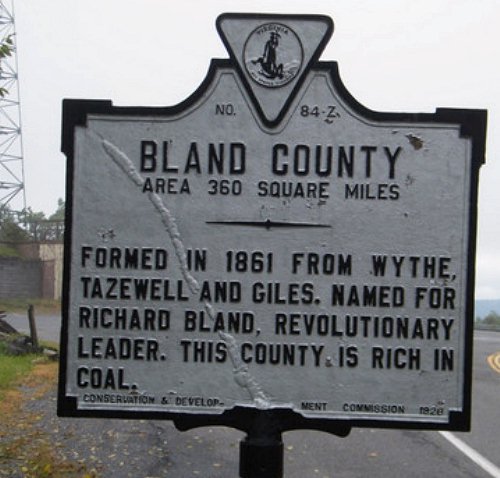 VIRGINIA
NO. 84-Z
BLAND COUNTY
AREA 360 SQUARE MILES
FORMED IN 1861 FROM WYTHE,
TAZEWELL AND GILES. NAMED FOR
RICHARD BLAND, REVOLUTIONARY
LEADER. THIS COUNTY IS RICH IN
COAL.
CONSERVATION & DEVELOP- MENT COMMISSION 1928